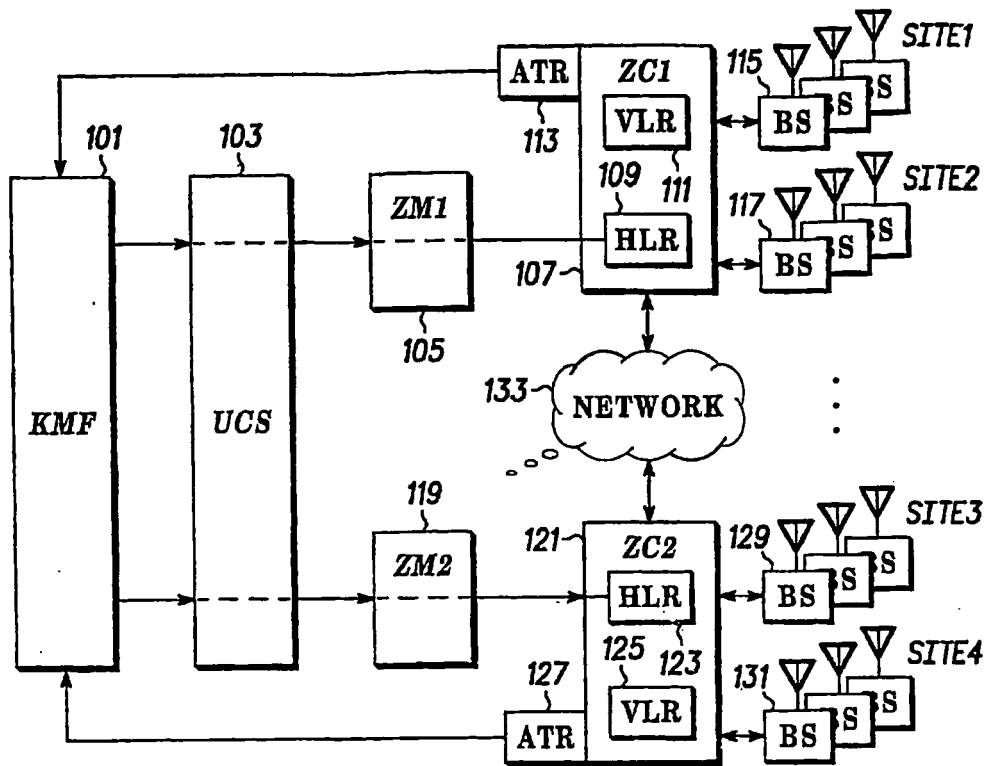 SITE1
ATR
ZC1
115
BS
BS
BS
101
103
113
VLR
SITE2
109
111
117
ZM1
HLR
BS
BS
BS
107
105
133
NETWORK
KMF
UCS
119
121
SITE3
ZM2
ZC2
129
HLR
BS
BS
BS
125
123
SITE4
127
VLR
131
ATR
BS
BS
BS